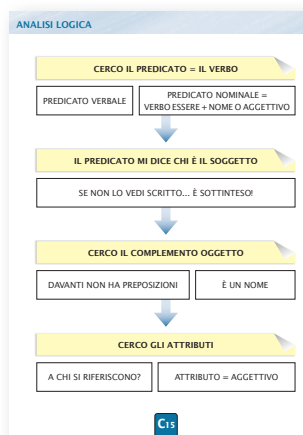 ANALISI LOGICA
CERCO IL PREDICATO = IL VERBO
PREDICATO VERBALE
PREDICATO NOMINALE =
VERBO ESSERE + NOME O AGGETTIVO
IL PREDICATO MI DICE CHI È IL SOGGETTO
SE NON LO VEDI SCRITTO... È SOTTINTESO!
CERCO IL COMPLEMENTO OGGETTO
DAVANTI NON HA PREPOSIZIONI
È UN NOME
CERCO GLI ATTRIBUTI
A CHI SI RIFERISCONO?
ATTRIBUTO = AGGETTIVO
C15